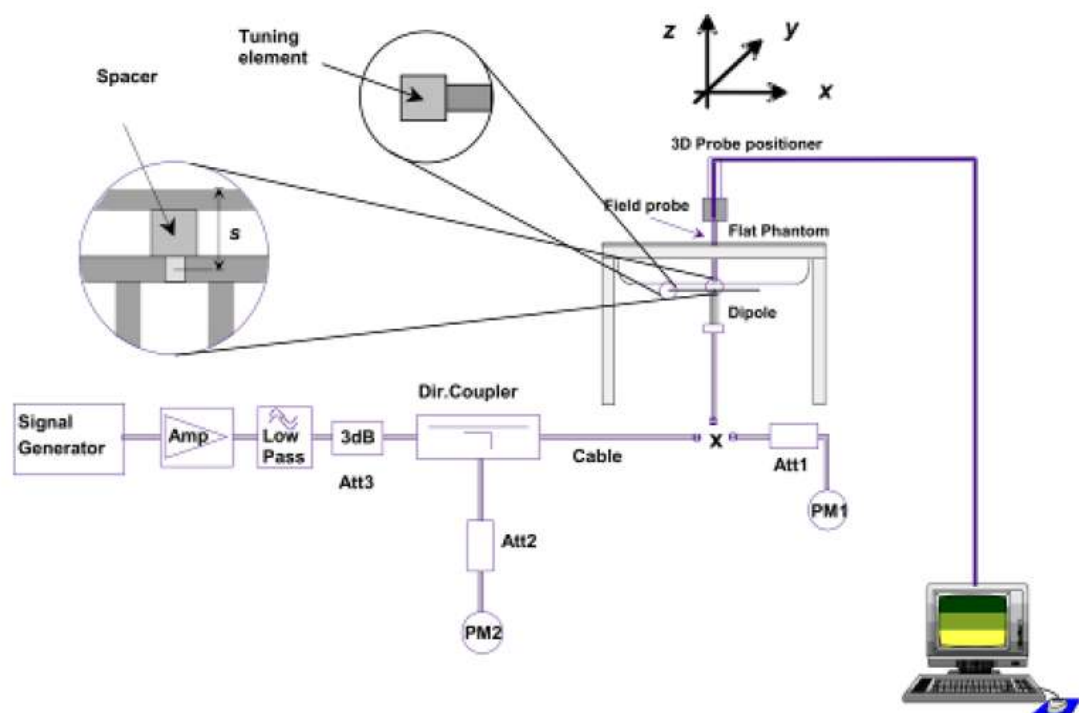 Tuning
element
Spacer
z
y
x
3D Probe positioner
s
Field probe
Flat Phantom
Dipole
Dir.Coupler
Signal
Generator
Amp
Low
Pass
3dB
Att3
Cable
x
Att1
PM1
Att2
PM2